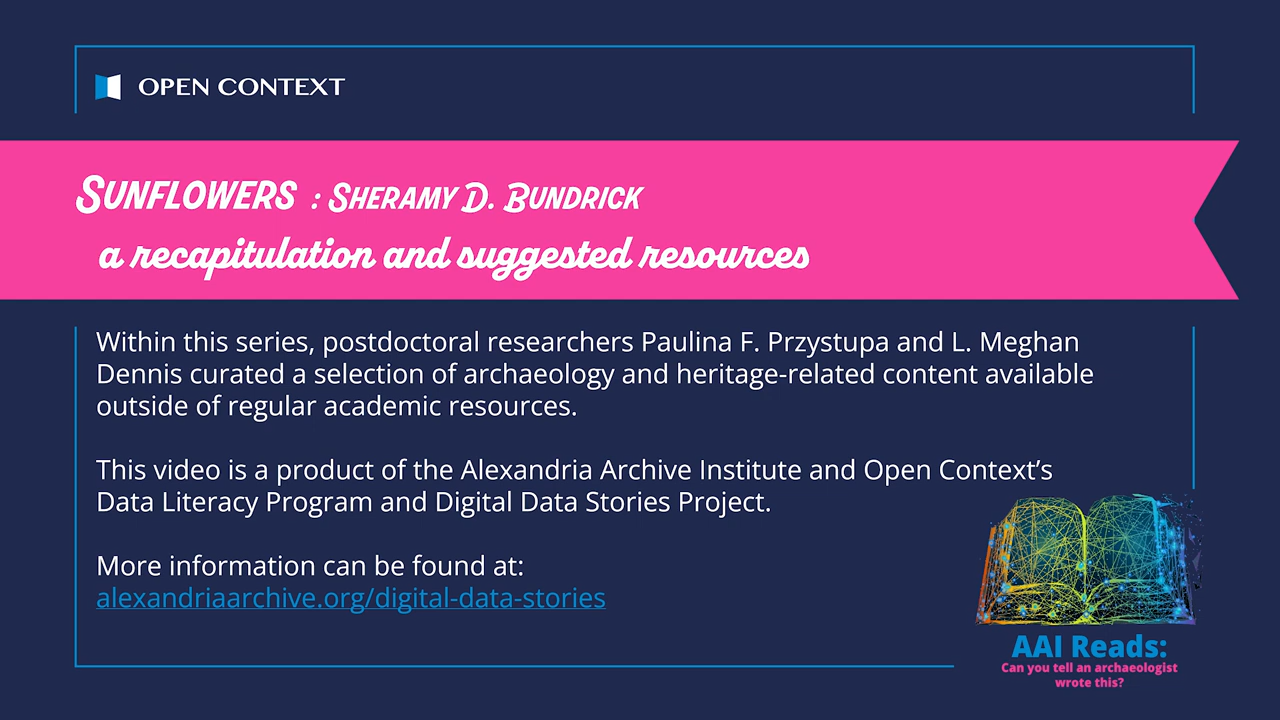 OPEN CONTEXT
SUNFLOWERS : SHERAMY D. BUNDRICK
a recapitulation and suggested resources
Within this series, postdoctoral researchers Paulina F. Przystupa and L. Meghan
Dennis curated a selection of archaeology and heritage-related content available
outside of regular academic resources.
This video is a product of the Alexandria Archive Institute and Open Context’s
Data Literacy Program and Digital Data Stories Project.
More information can be found at:
alexandriaarchive.org/digital-data-stories
AAI Reads:
Can you tell an archaeologist
wrote this?